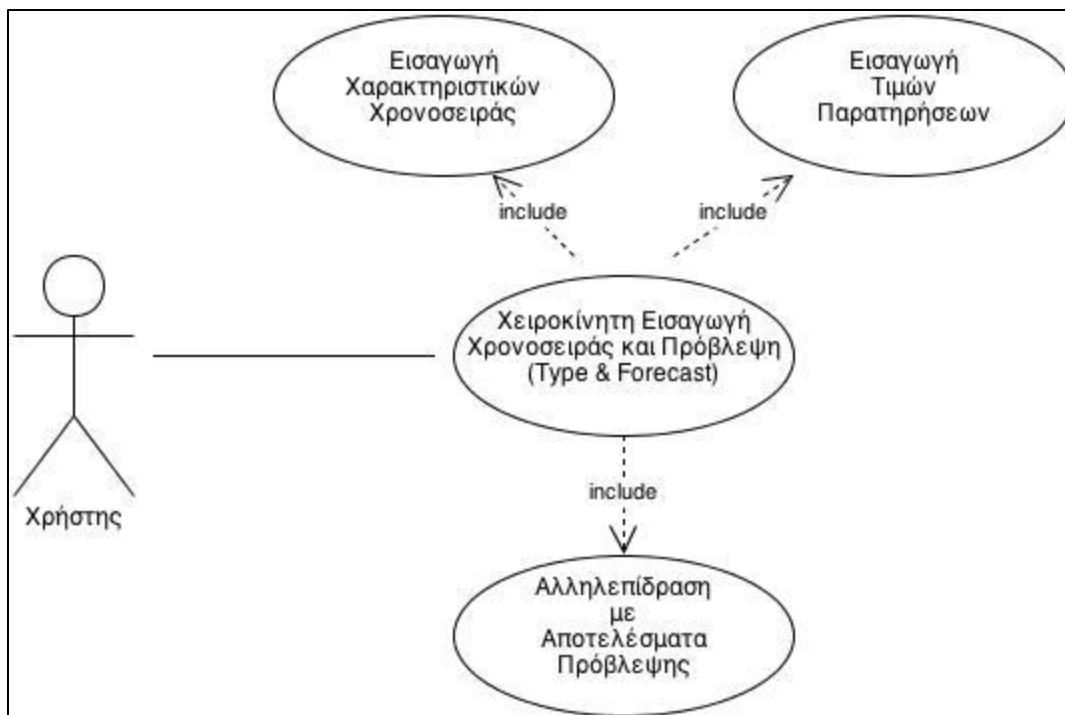 Εισαγωγή
Χαρακτηριστικών
Χρονοσειράς
Εισαγωγή
Τιμών
Παρατηρήσεων
include
include
Χειροκίνητη Εισαγωγή
Χρονοσειράς και Πρόβλεψη
(Type & Forecast)
Χρήστης
include
Αλληλεπίδραση
με
Αποτελέσματα
Πρόβλεψης